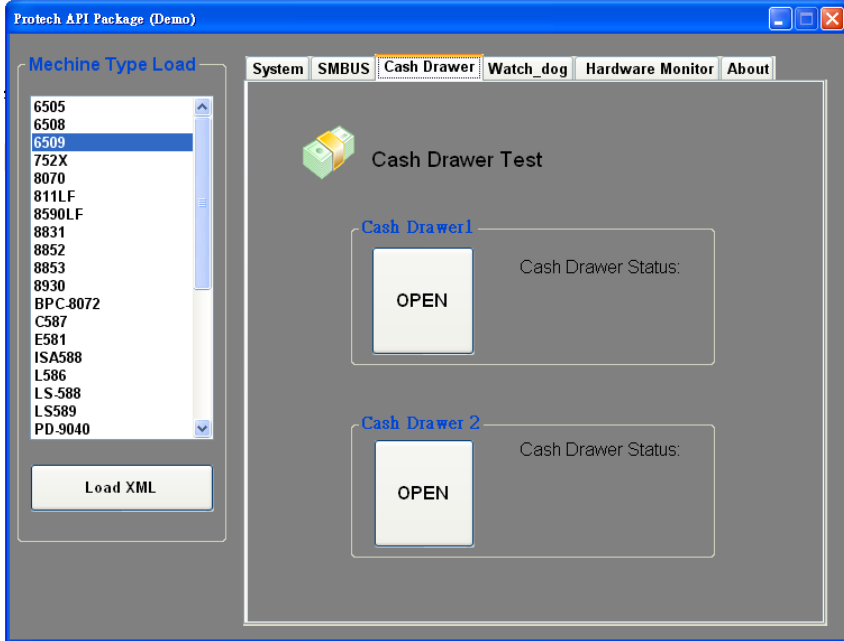 Protech API Package (Demo)
Mechine Type Load
6505
6508
6509
752X
8070
811LF
8590LF
8831
8852
8853
8930
BPC-8072
C587
E581
ISA588
L586
LS-588
LS589
PD-9040
Load XML
System SMBUS Cash Drawer Watch_dog Hardware Monitor About
Cash Drawer Test
Cash Drawer1
OPEN
Cash Drawer Status:
Cash Drawer 2
OPEN
Cash Drawer Status: